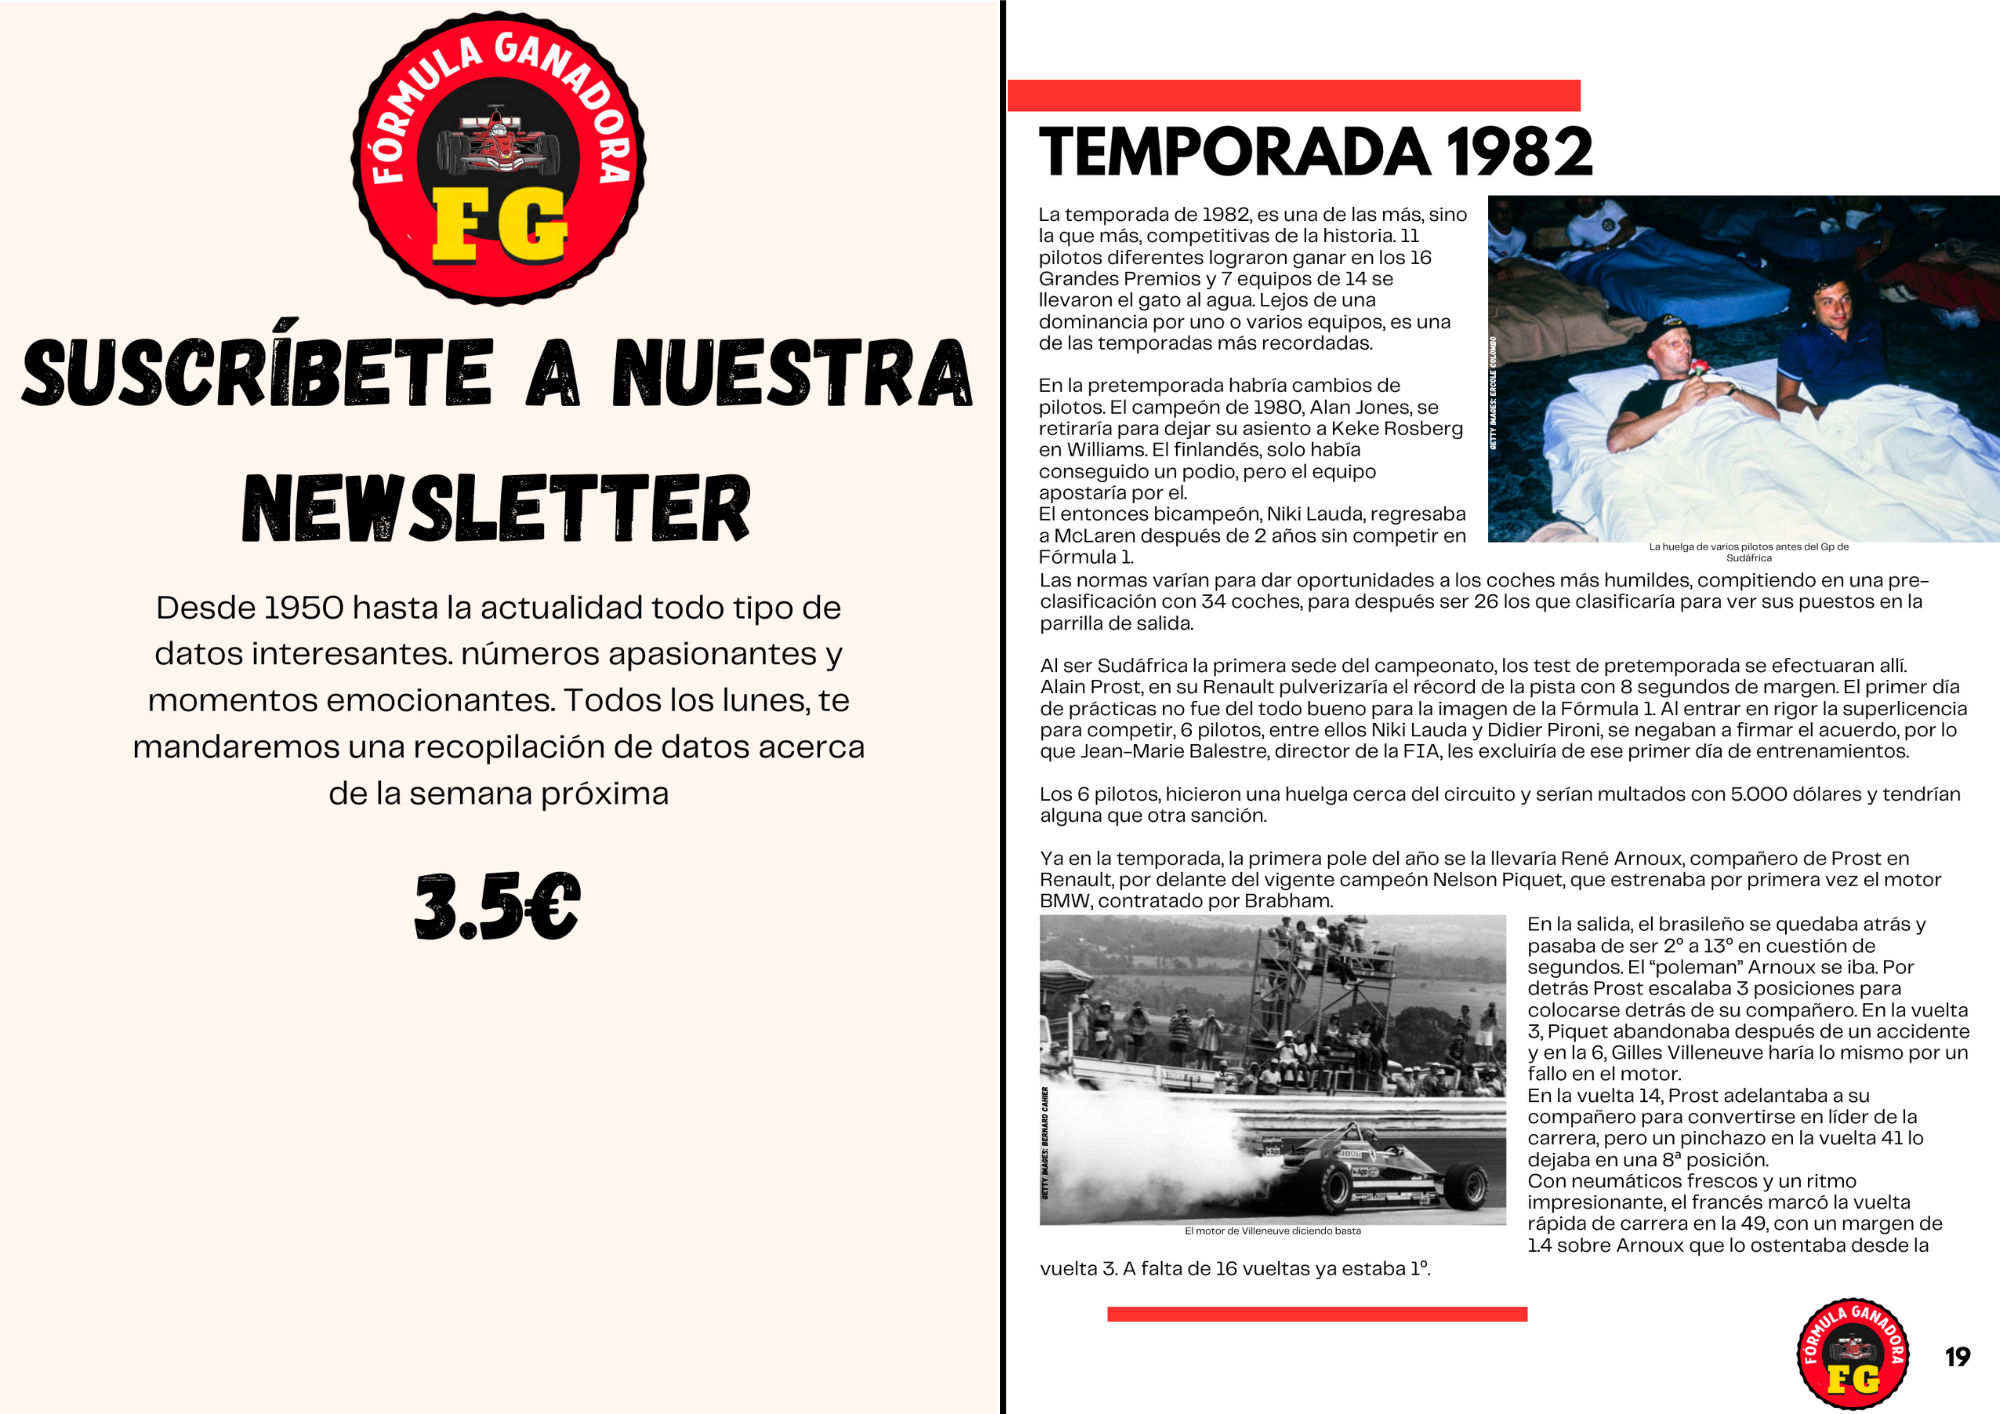 FÓRMULA GANADORA
FG
SUSCRÍBETE A NUESTRA
NEWSLETTER
Desde 1950 hasta la actualidad todo tipo de
datos interesantes. números apasionantes y
momentos emocionantes. Todos los lunes, te
mandaremos una recopilación de datos acerca
de la semana próxima
3.5€
TEMPORADA 1982
La temporada de 1982, es una de las más, sino
la que más, competitivas de la historia. 11
pilotos diferentes lograron ganar en los 16
Grandes Premios y 7 equipos de 14 se
llevaron el gato al agua. Lejos de una
dominancia por uno o varios equipos, es una
de las temporadas más recordadas.
En la pretemporada habría cambios de
pilotos. El campeón de 1980, Alan Jones, se
retiraría para dejar su asiento a Keke Rosberg
en Williams. El finlandés, solo había
conseguido un podio, pero el equipo
apostaría por el.
El entonces bicampeón, Niki Lauda, regresaba
a McLaren después de 2 años sin competir en
Fórmula 1.
GETTY IMAGES: ERCOLE COLOMBO
La huelga de varios pilotos antes del Gp de
Sudáfrica
Las normas varían para dar oportunidades a los coches más humildes, compitiendo en una pre-
clasificación con 34 coches, para después ser 26 los que clasificaría para ver sus puestos en la
parrilla de salida.
Al ser Sudáfrica la primera sede del campeonato, los test de pretemporada se efectuaran allí.
Alain Prost, en su Renault pulverizaría el récord de la pista con 8 segundos de margen. El primer día
de prácticas no fue del todo bueno para la imagen de la Fórmula 1. Al entrar en rigor la superlicencia
para competir, 6 pilotos, entre ellos Niki Lauda y Didier Pironi, se negaban a firmar el acuerdo, por lo
que Jean-Marie Balestre, director de la FIA, les excluiría de ese primer día de entrenamientos.
Los 6 pilotos, hicieron una huelga cerca del circuito y serían multados con 5.000 dólares y tendrían
alguna que otra sanción.
Ya en la temporada, la primera pole del año se la llevaría René Arnoux, compañero de Prost en
Renault, por delante del vigente campeón Nelson Piquet, que estrenaba por primera vez el motor
BMW, contratado por Brabham.
GETTY IMAGES: BERNARD CAHIER
El motor de Villeneuve diciendo basta
En la salida, el brasileño se quedaba atrás y
pasaba de ser 2º a 13º en cuestión de
segundos. El “poleman” Arnoux se iba. Por
detrás Prost escalaba 3 posiciones para
colocarse detrás de su compañero. En la vuelta
3, Piquet abandonaba después de un accidente
y en la 6, Gilles Villeneuve haría lo mismo por un
fallo en el motor.
En la vuelta 14, Prost adelantaba a su
compañero para convertirse en líder de la
carrera, pero un pinchazo en la vuelta 41 lo
dejaba en una 8ª posición.
Con neumáticos frescos y un ritmo
impresionante, el francés marcó la vuelta
rápida de carrera en la 49, con un margen de
1.4 sobre Arnoux que lo ostentaba desde la
vuelta 3. A falta de 16 vueltas ya estaba 1º.
FÓRMULA GANADORA
FG
19